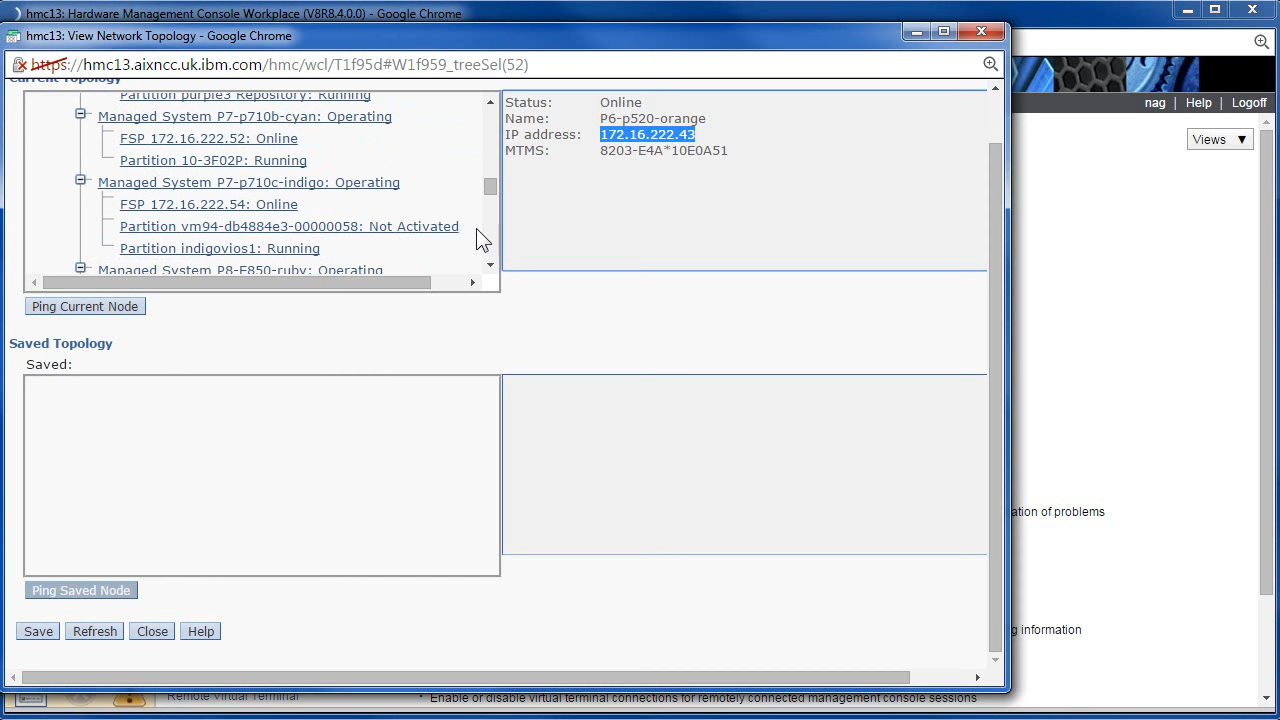 hmc13: Hardware Management Console Workplace (V8R8.4.0.0) - Google Chrome
hmc13: View Network Topology - Google Chrome
https://hmc13.aixncc.uk.ibm.com/hmc/wcl/T1f95d#W1f959_treeSel(52)
nag | Help | Logoff
Views ▼
Current Topology
Partition purple3 Repository: Running
Managed System P7-p710b-cyan: Operating
FSP 172.16.222.52: Online
Partition 10-3F02P: Running
Managed System P7-p710c-indigo: Operating
FSP 172.16.222.54: Online
Partition vm94-db4884e3-00000058: Not Activated
Partition indigovios1: Running
Managed System P8-E850-ruby: Operating
Status: Online
Name: P6-p520-orange
IP address: 172.16.222.43
MTMS: 8203-E4A*10E0A51
Ping Current Node
Saved Topology
Saved:
Ping Saved Node
Save Refresh Close Help
ation of problems
g information
Remote Virtual Terminal
• Enable or disable virtual terminal connections for remotely connected management console sessions